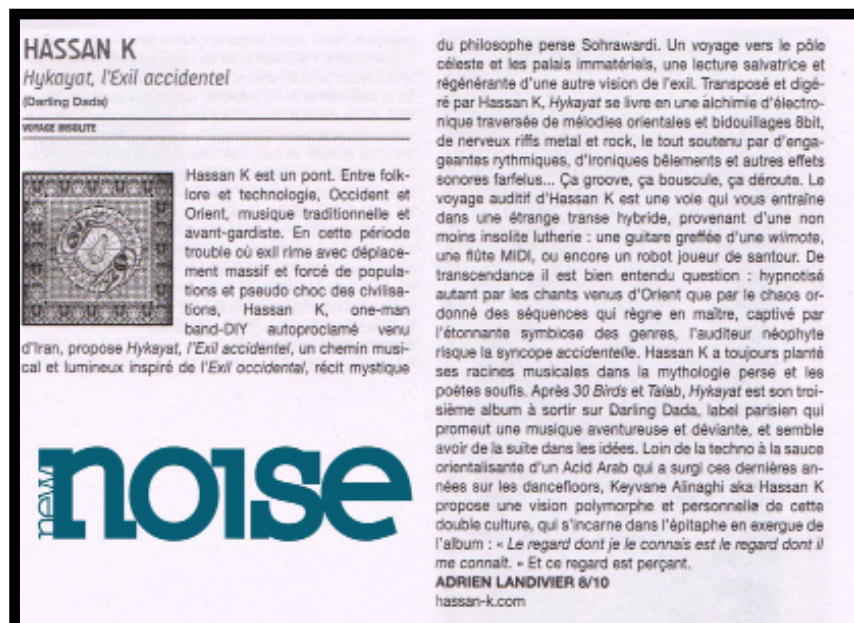 HASSAN K
Hykayat, l'Exil accidentel
(Darling Dada)
VOYAGE INSOLITE
Hassan K est un pont. Entre folk-
lore et technologie, Occident et
Orient, musique traditionnelle et
avant-gardiste. En cette période
trouble où exil rime avec déplace-
ment massif et forcé de popula-
tions et pseudo choc des civilisa-
tions, Hassan K, one-man
band-DIY autoproclamé venu
d'Iran, propose Hykayat, l'Exil accidentel, un chemin musi-
cal et lumineux inspiré de l'Exil occidental, récit mystique
du philosophe perse Sohrawardi. Un voyage vers le pôle
céleste et les palais immatériels, une lecture salvatrice et
régénérante d'une autre vision de l'exil. Transposé et digé-
ré par Hassan K, Hykayat se livre en une alchimie d'électro-
nique traversée de mélodies orientales et bidouillages 8bit,
de nerveux riffs metal et rock, le tout soutenu par d'enga-
geantes rythmiques, d'ironiques bêlements et autres effets
sonores farfelus... Ça groove, ça bouscule, ça déroute. Le
voyage auditif d'Hassan K est une voie qui vous entraîne
dans une étrange transe hybride, provenant d'une non
moins insolite lutherie : une guitare greffée d'une wiimote,
une flûte MIDI, ou encore un robot joueur de santour. De
transcendance il est bien entendu question : hypnotisé
autant par les chants venus d'Orient que par le chaos or-
donné des séquences qui règne en maître, captivé par
l'étonnante symbiose des genres, l'auditeur néophyte
risque la syncope accidentelle. Hassan K a toujours planté
ses racines musicales dans la mythologie perse et les
poètes soufis. Après 30 Birds et Talab, Hykayat est son troi-
sième album à sortir sur Darling Dada, label parisien qui
promeut une musique aventureuse et déviante, et semble
avoir de la suite dans les idées. Loin de la techno à la sauce
orientalisante d'un Acid Arab qui a surgi ces dernières an-
nées sur les dancefloors, Keyvane Alinaghi aka Hassan K
propose une vision polymorphe et personnelle de cette
double culture, qui s'incarne dans l'épitaphe en exergue de
l'album : « Le regard dont je le connais est le regard dont il
me connaît. » Et ce regard est perçant.
ADRIEN LANDIVIER 8/10
hassan-k.com
new noise